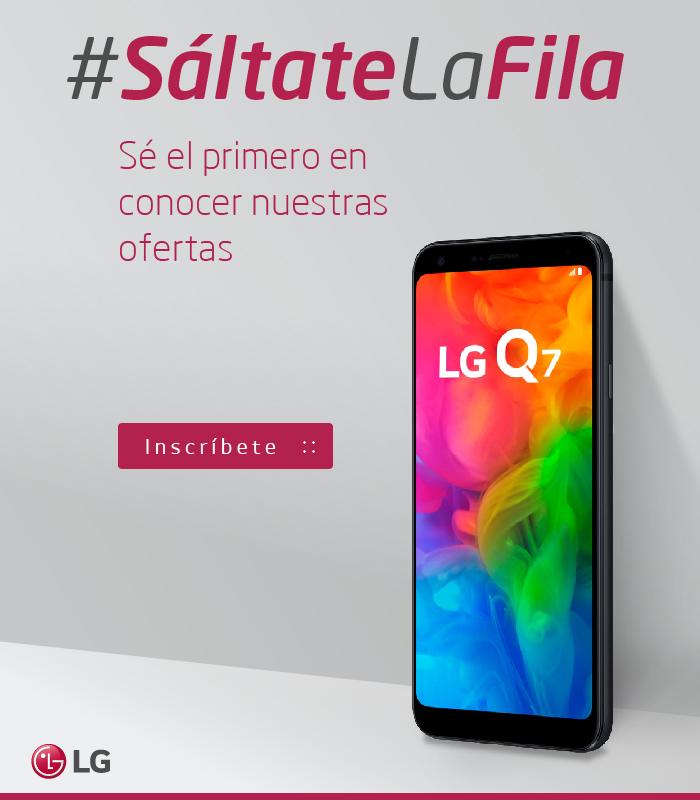 #SáltateLaFila
Sé el primero en
conocer nuestras
ofertas
LG Q7
Inscríbete
LG